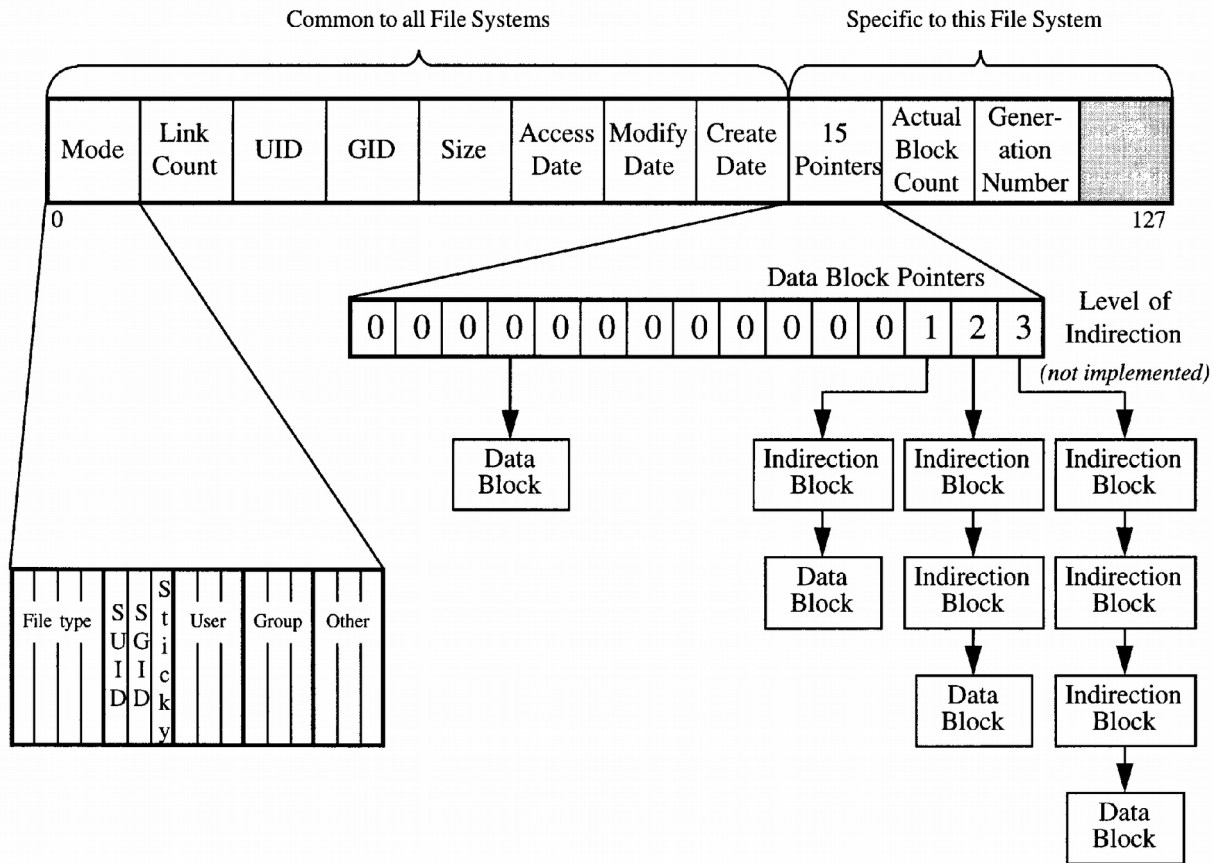 Common to all File Systems
Specific to this File System
Mode
Link
Count
UID
GID
Size
Access
Date
Modify
Date
Create
Date
15
Pointers
Actual
Block
Count
Gener-
ation
Number
0
127
Data Block Pointers
0 0 0 0 0 0 0 0 0 0 0 0 1 2 3
Level of
Indirection
(not implemented)
Data
Block
Indirection
Block
Indirection
Block
Indirection
Block
Data
Block
Indirection
Block
Indirection
Block
Data
Block
Indirection
Block
Data
Block
File type
SUID
SGID
Sticky
User
Group
Other